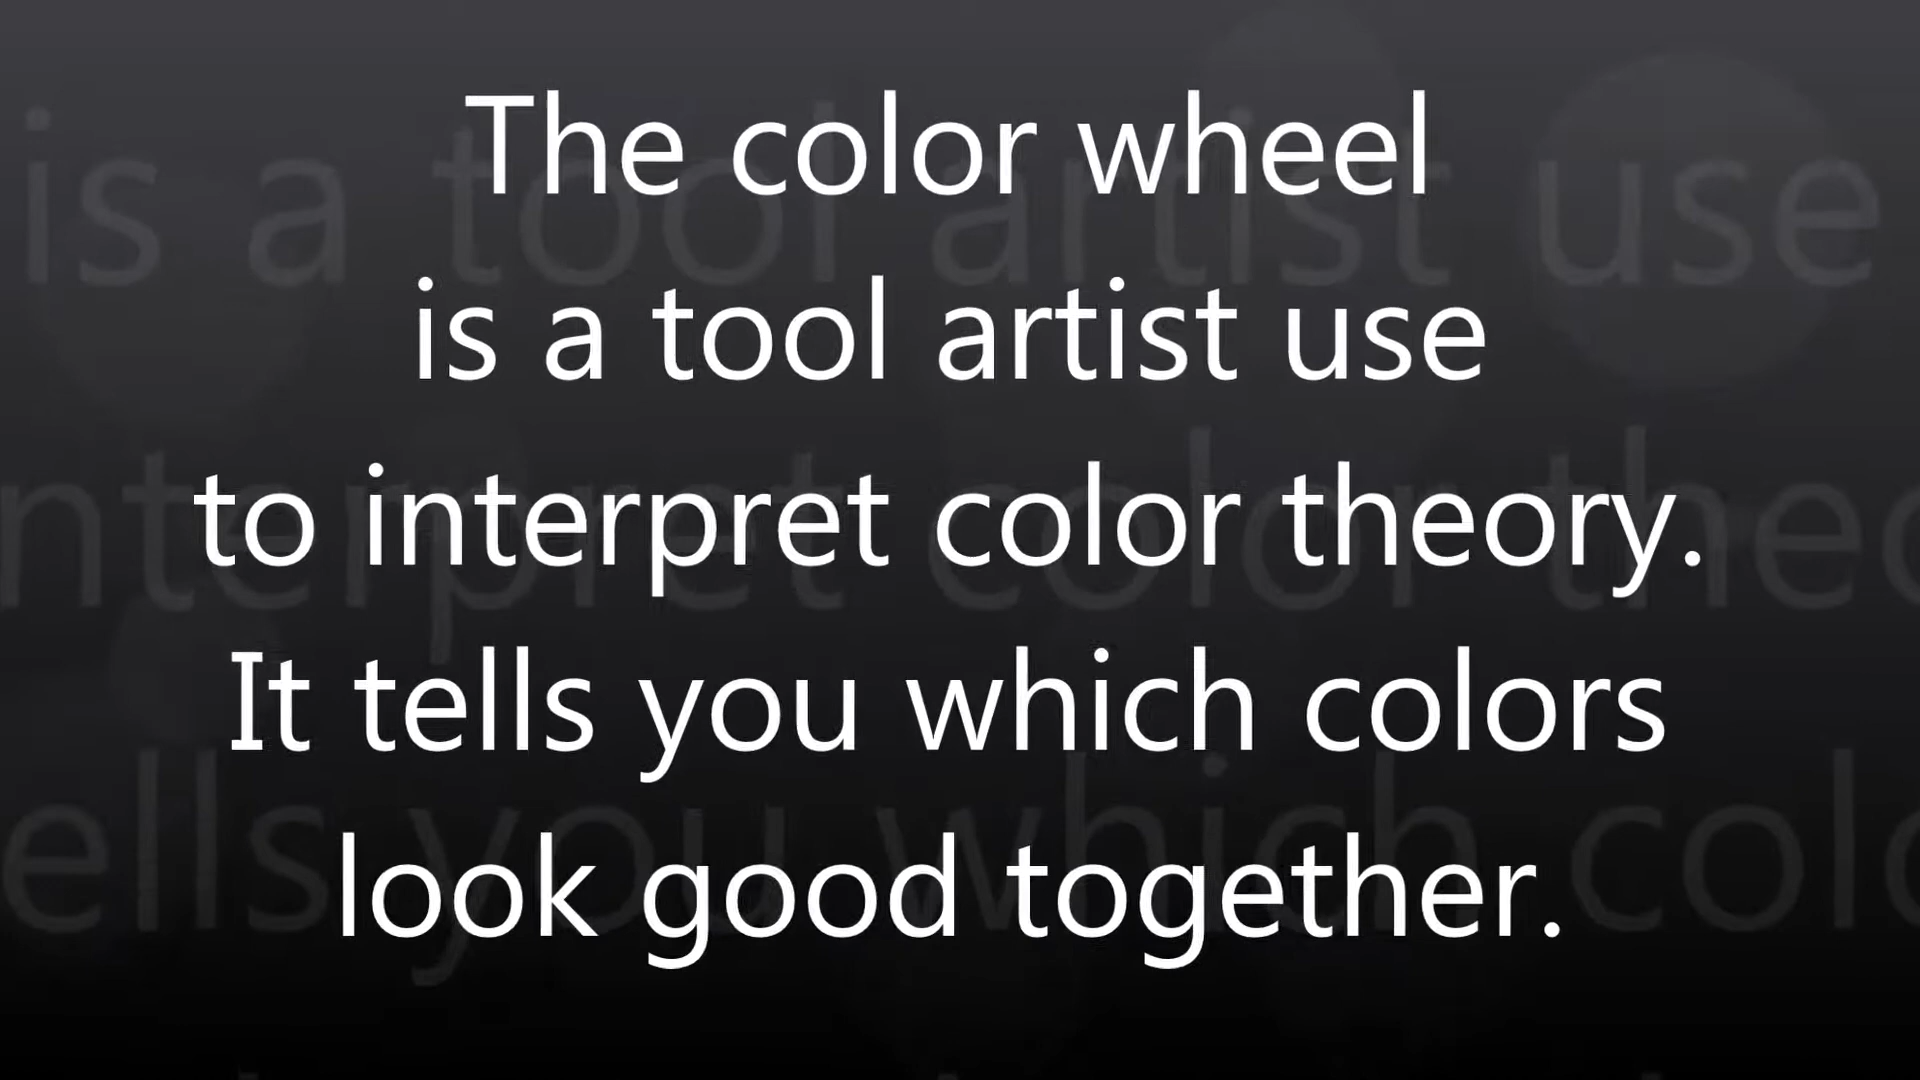 The color wheel
is a tool artist use
to interpret color theory.
It tells you which colors
look good together.